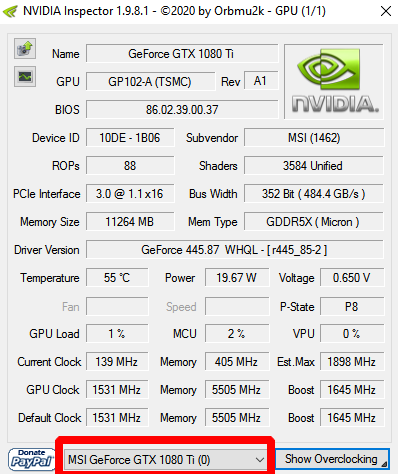 NVIDIA Inspector 1.9.8.1 - ©2020 by Orbmu2k - GPU (1/1)
Name GeForce GTX 1080 Ti
GPU GP102-A (TSMC) Rev A1
BIOS 86.02.39.00.37
NVIDIA.
Device ID 10DE - 1B06 Subvendor MSI (1462)
ROPs 88 Shaders 3584 Unified
PCIe Interface 3.0 @ 1.1 x16 Bus Width 352 Bit ( 484.4 GB/s )
Memory Size 11264 MB Mem Type GDDR5X ( Micron )
Driver Version GeForce 445.87 WHQL - [ r445_85-2 ]
Temperature 55 °C Power 19.67 W Voltage 0.650 V
Fan Speed P-State P8
GPU Load 1 % MCU 2 % VPU 0 %
Current Clock 139 MHz Memory 405 MHz Est.Max 1898 MHz
GPU Clock 1531 MHz Memory 5505 MHz Boost 1645 MHz
Default Clock 1531 MHz Memory 5505 MHz Boost 1645 MHz
Donate
PayPal MSI GeForce GTX 1080 Ti (0) Show Overclocking